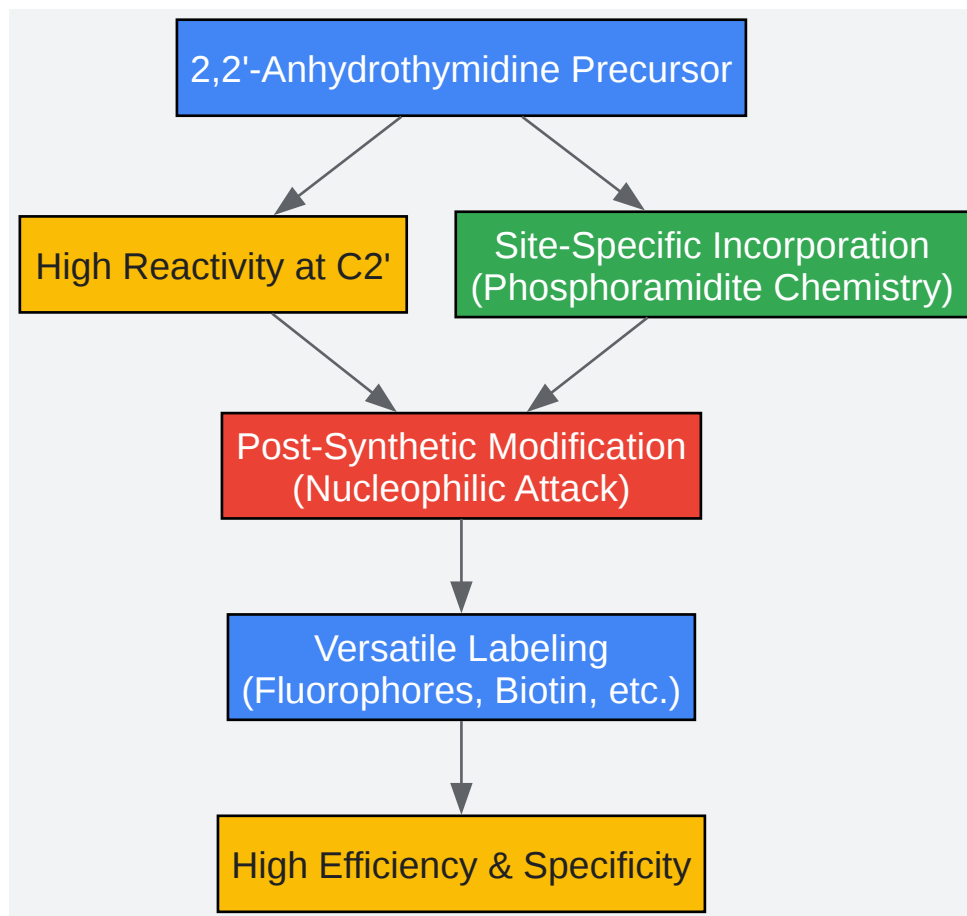 2,2'-Anhydrothymidine Precursor
High Reactivity at C2'
Site-Specific Incorporation
(Phosphoramidite Chemistry)
Post-Synthetic Modification
(Nucleophilic Attack)
Versatile Labeling
(Fluorophores, Biotin, etc.)
High Efficiency & Specificity